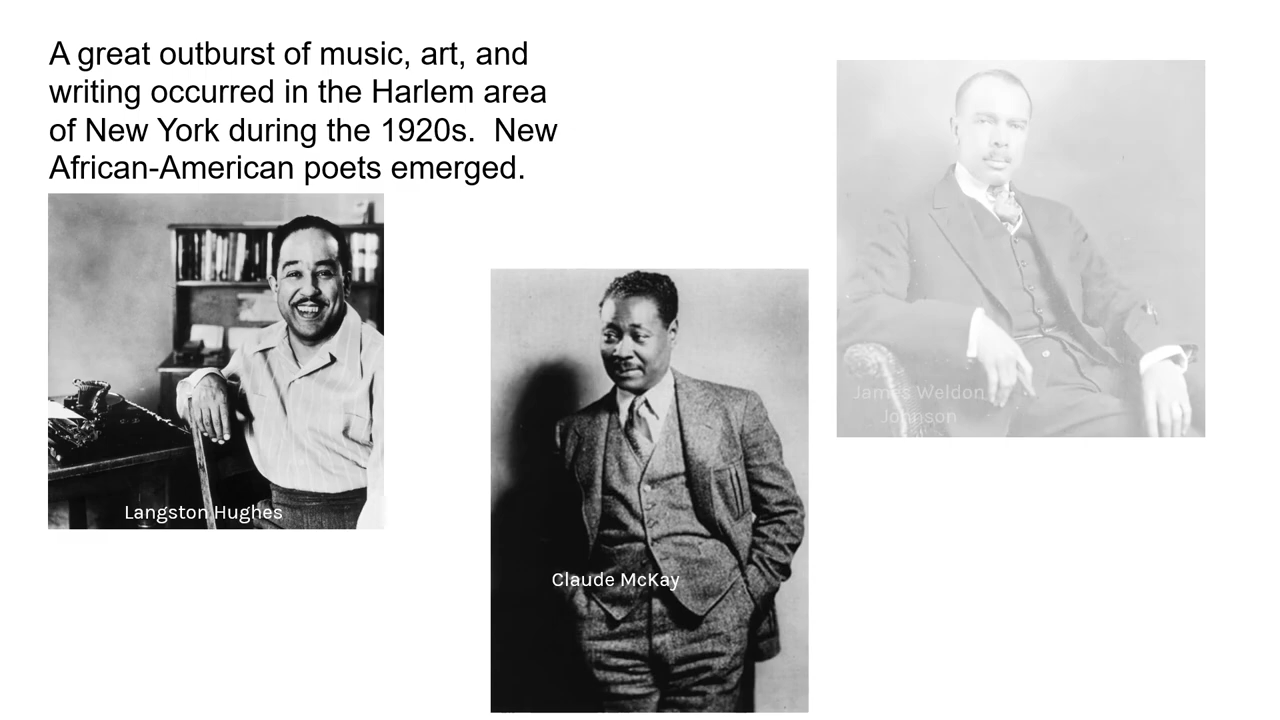 A great outburst of music, art, and
writing occurred in the Harlem area
of New York during the 1920s.  New
African-American poets emerged.
Langston Hughes
Claude McKay
James Weldon
Johnson